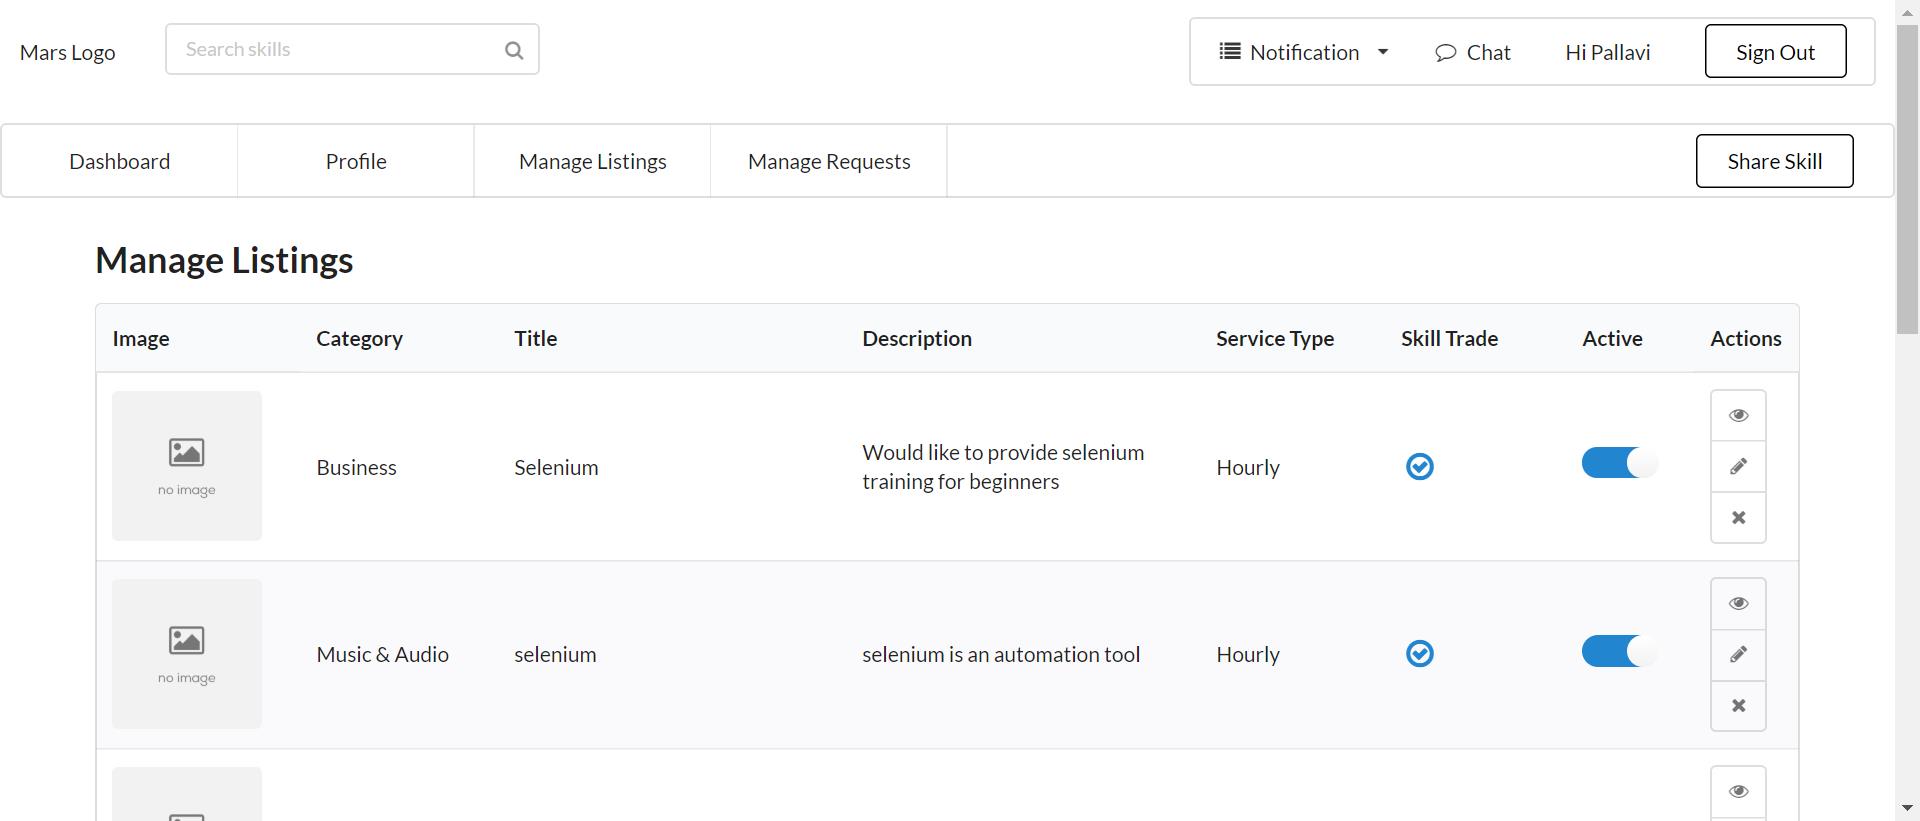 Mars Logo
Search skills
Notification
Chat
Hi Pallavi
Sign Out
Dashboard
Profile
Manage Listings
Manage Requests
Share Skill
Manage Listings
Image
Category
Title
Description
Service Type
Skill Trade
Active
Actions
no image
Business
Selenium
Would like to provide selenium
training for beginners
Hourly
no image
Music & Audio
selenium
selenium is an automation tool
Hourly